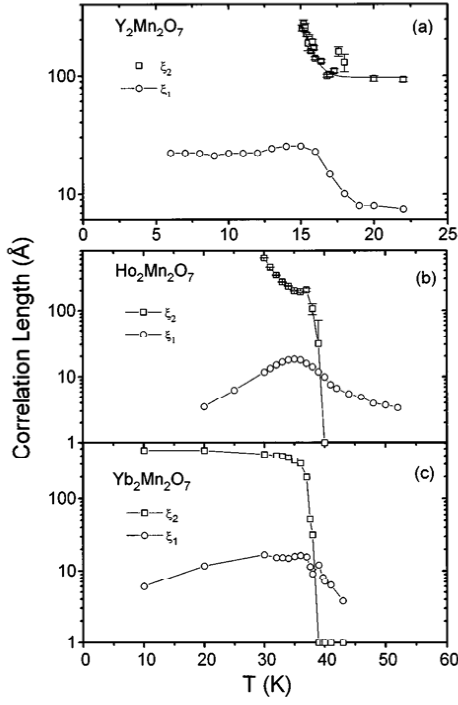 Y₂Mn₂O₇
(a)
ξ₂
ξ₁
100
10
0 5 10 15 20 25
Correlation Length (Å)
Ho₂Mn₂O₇
(b)
ξ₂
ξ₁
100
10
1
Yb₂Mn₂O₇
(c)
ξ₂
ξ₁
100
10
1
0 10 20 30 40 50 60
T (K)